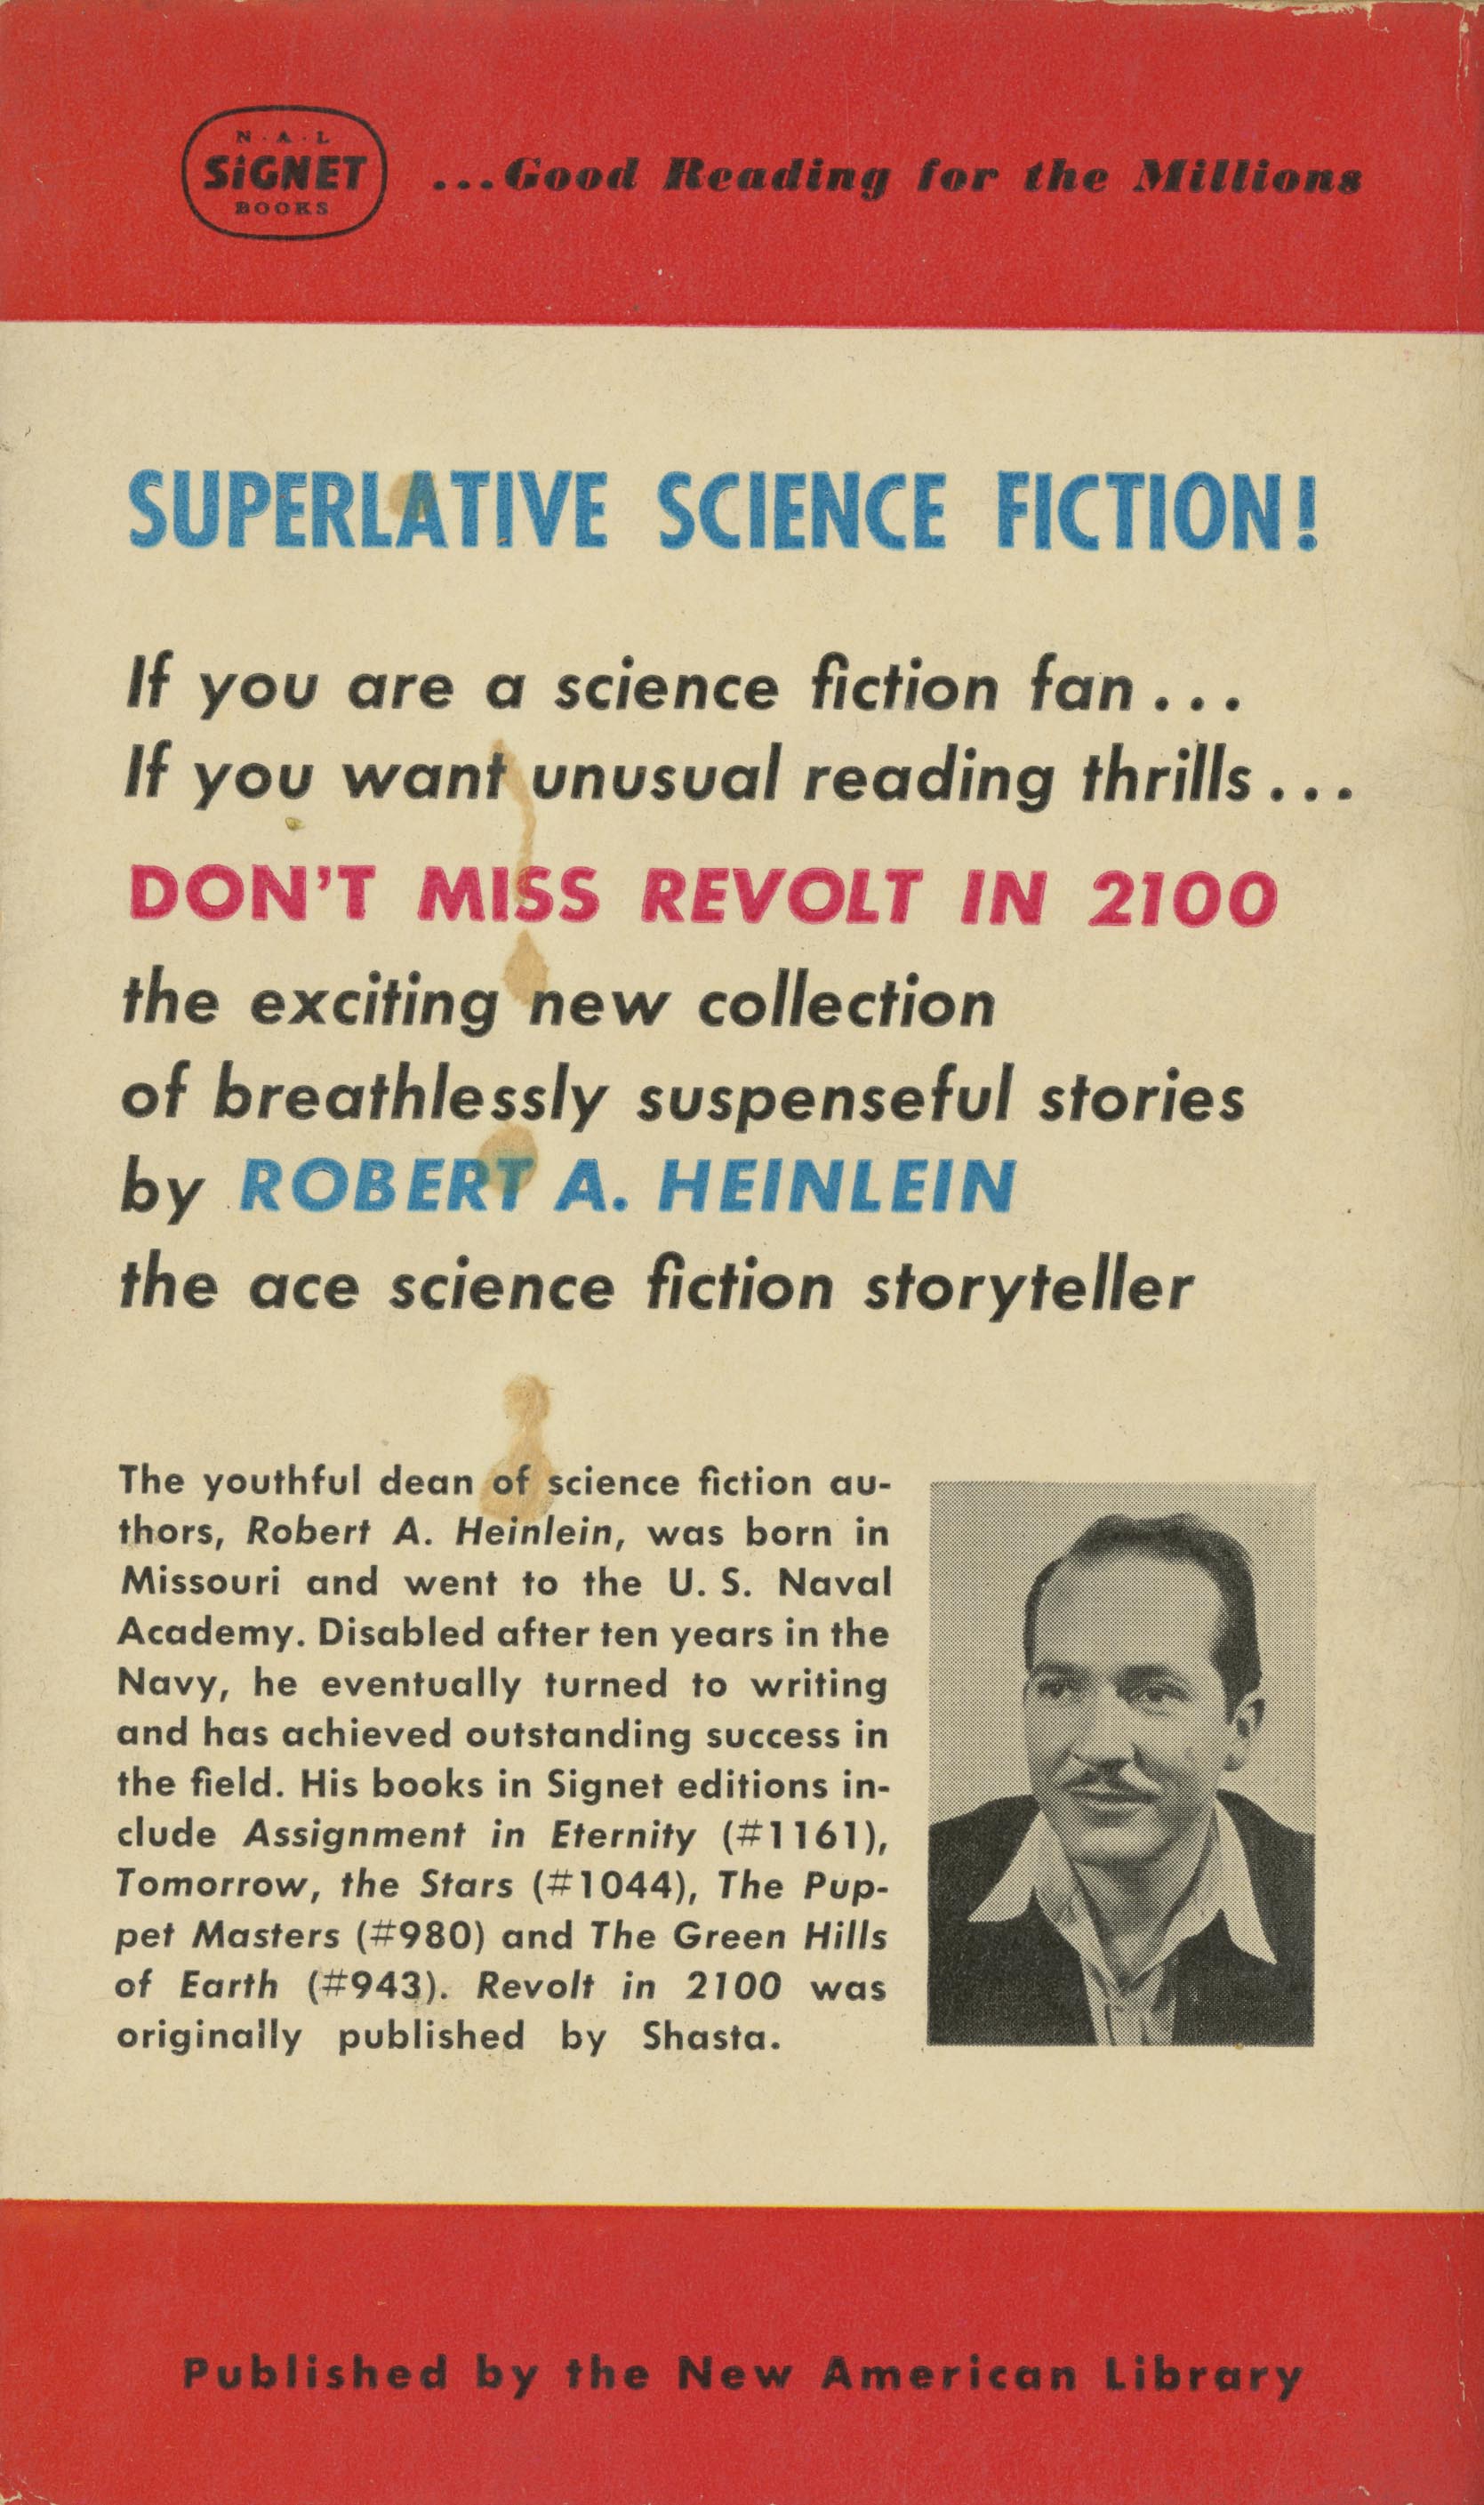 N·A·L
SiGNET
BOOKS
...Good Reading for the Millions
SUPERLATIVE SCIENCE FICTION!
If you are a science fiction fan...
If you want unusual reading thrills...
DON'T MISS REVOLT IN 2100
the exciting new collection
of breathlessly suspenseful stories
by ROBERT A. HEINLEIN
the ace science fiction storyteller
The youthful dean of science fiction au-
thors, Robert A. Heinlein, was born in
Missouri and went to the U. S. Naval
Academy. Disabled after ten years in the
Navy, he eventually turned to writing
and has achieved outstanding success in
the field. His books in Signet editions in-
clude Assignment in Eternity (#1161),
Tomorrow, the Stars (#1044), The Pup-
pet Masters (#980) and The Green Hills
of Earth (#943). Revolt in 2100 was
originally published by Shasta.
Published by the New American Library